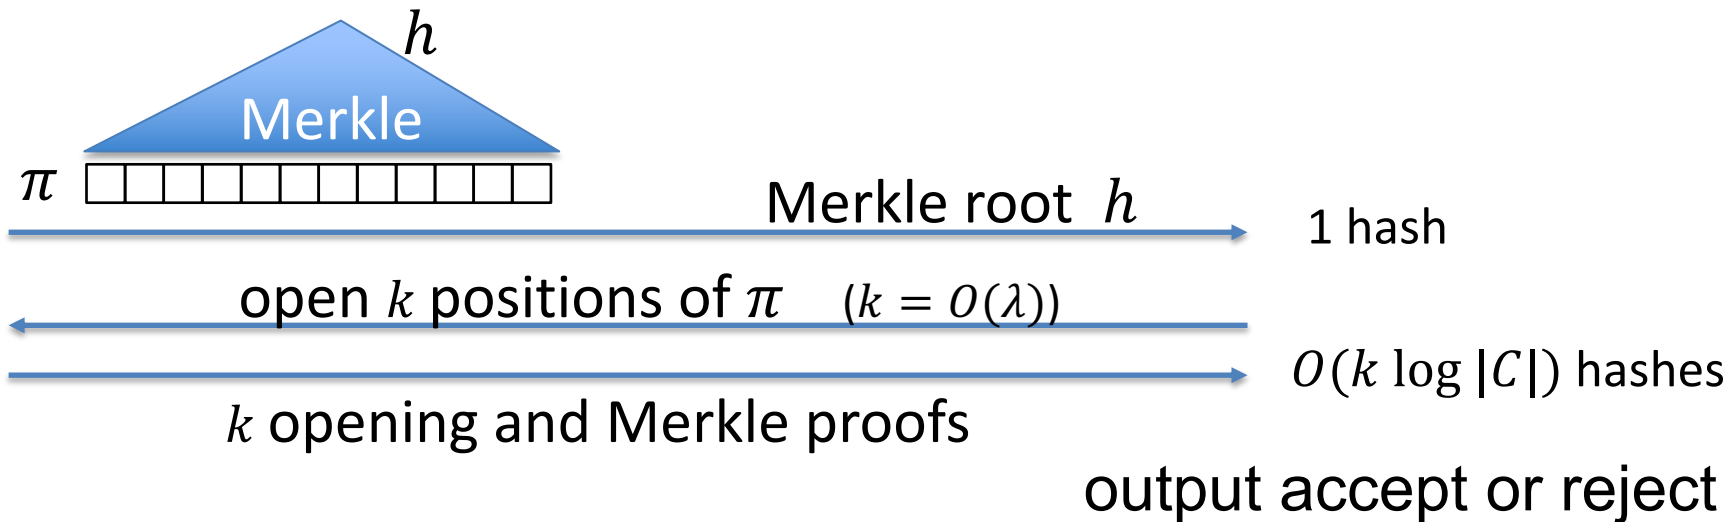 h
Merkle
π
Merkle root h
1 hash
open k positions of π (k = O(λ))
O(k log |C|) hashes
k opening and Merkle proofs
output accept or reject